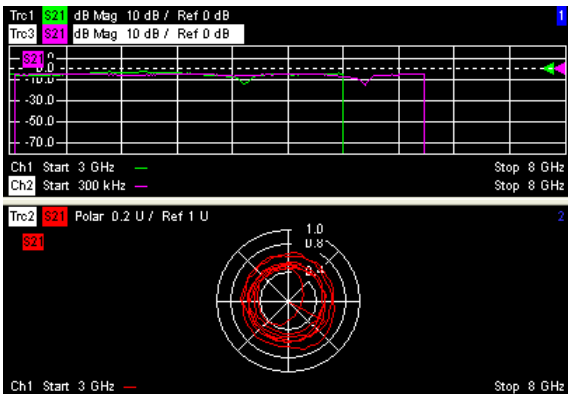 Trc1 S21 dB Mag 10 dB / Ref 0 dB 1
Trc3 S21 dB Mag 10 dB / Ref 0 dB
S21
0.0
-10.0
-30.0
-50.0
-70.0
Ch1 Start 3 GHz Stop 8 GHz
Ch2 Start 300 kHz Stop 8 GHz
Trc2 S21 Polar 0.2 U / Ref 1 U 2
S21
1.0
0.8
0.4
Ch1 Start 3 GHz Stop 8 GHz